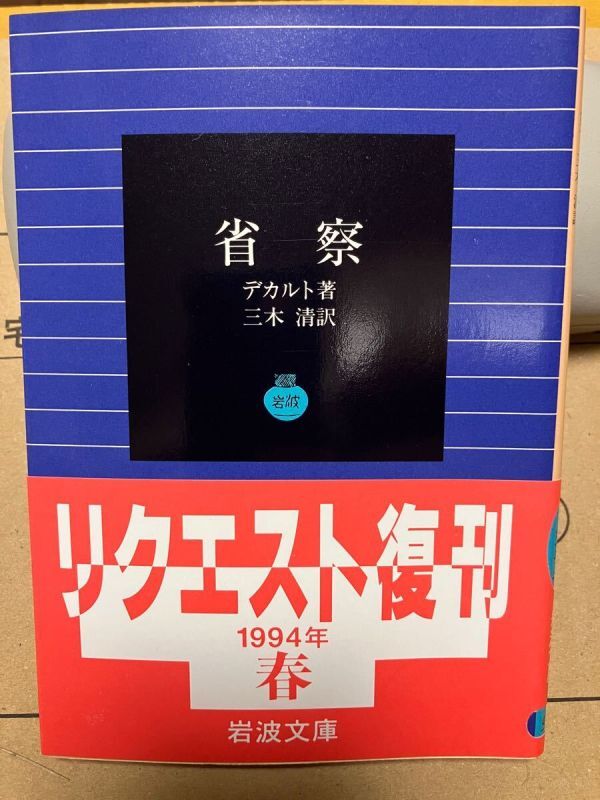 省察
デカルト著
三木 清訳
岩波
リクエスト復刊
1994年
春
岩波文庫
宅